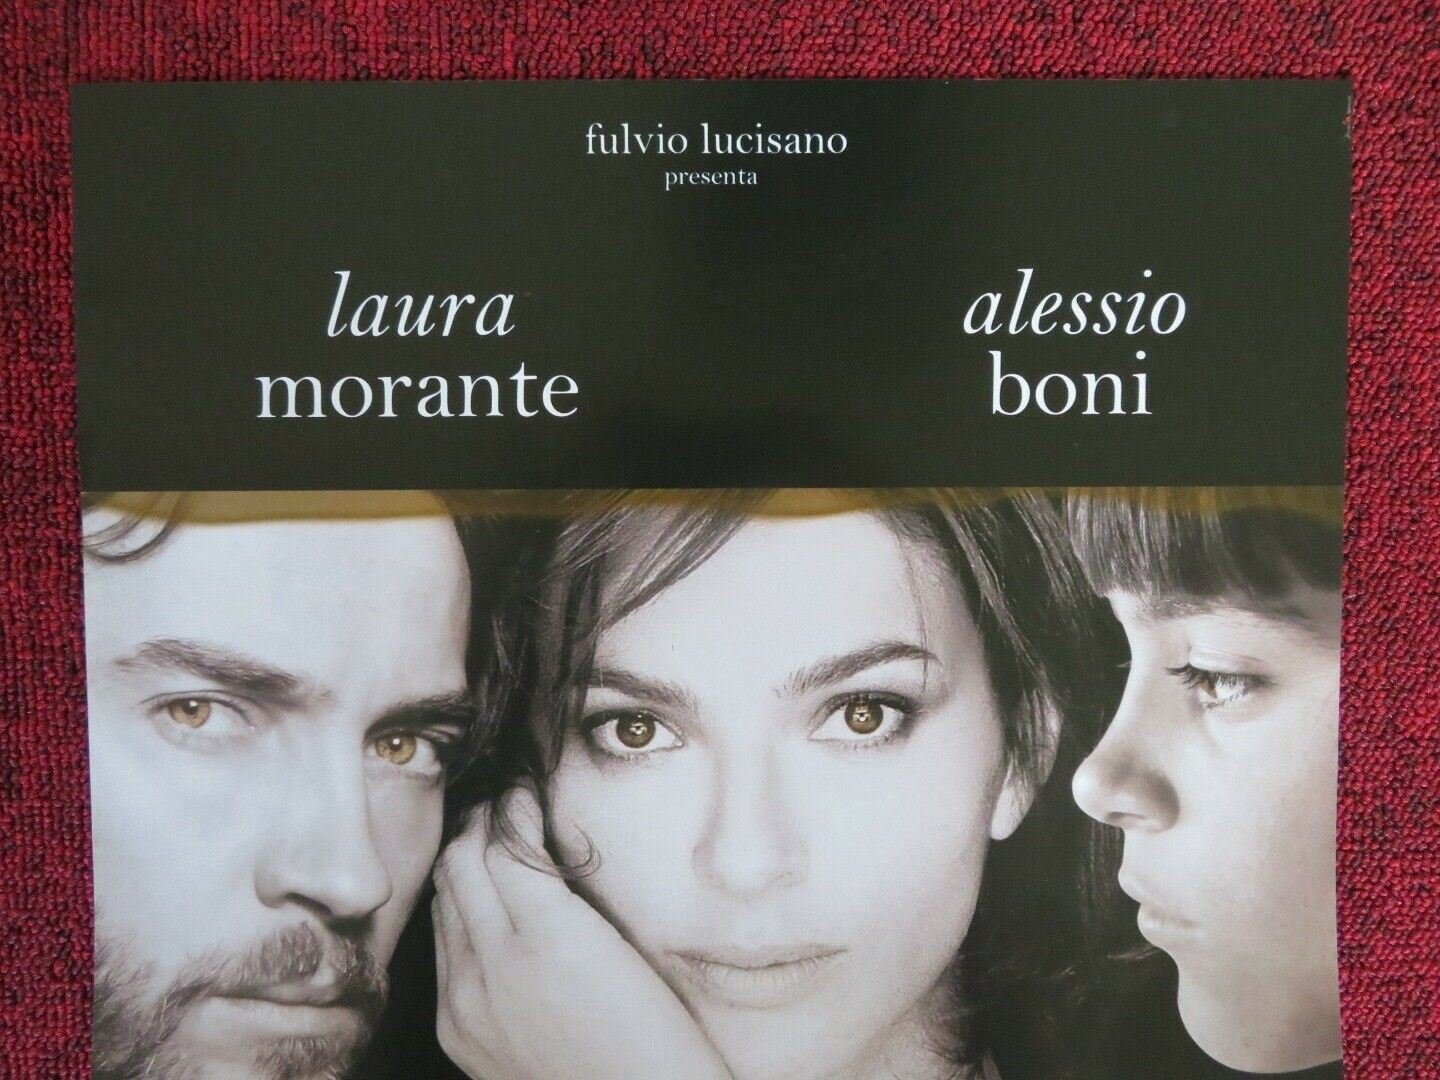 fulvio lucisano
presenta
laura
morante
alessio
boni